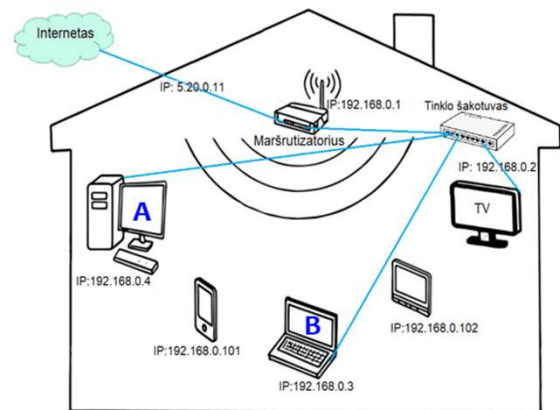 Internetas
IP: 5.20.0.11
IP:192.168.0.1
Tinklo šakotuvas
Maršrutizatorius
IP: 192.168.0.2
A
TV
IP:192.168.0.4
B
IP:192.168.0.101
IP:192.168.0.102
IP:192.168.0.3